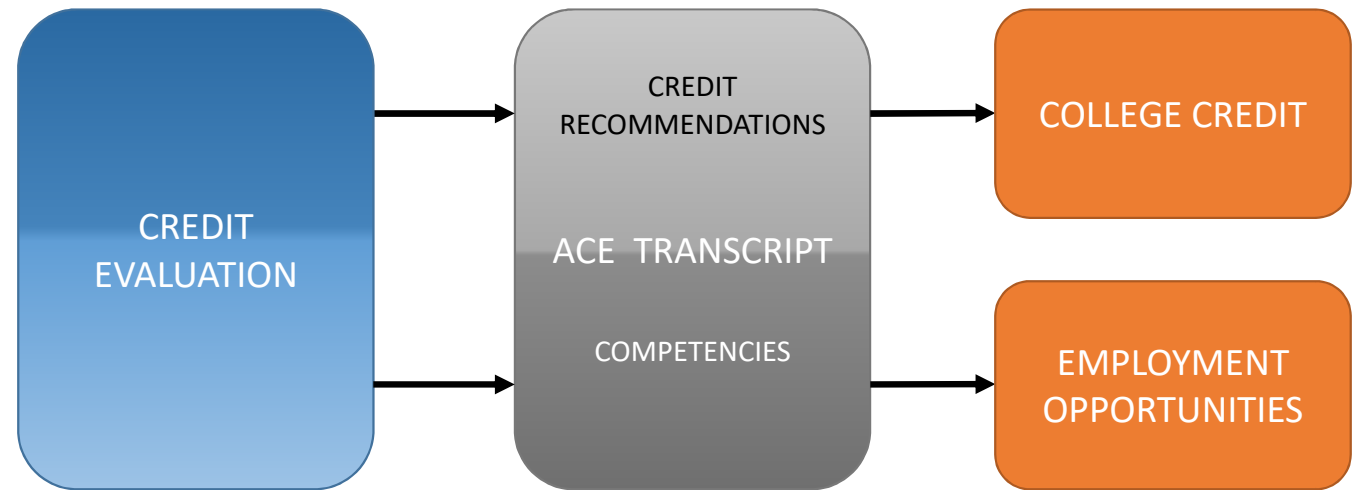 CREDIT
EVALUATION
CREDIT
RECOMMENDATIONS
ACE TRANSCRIPT
COMPETENCIES
COLLEGE CREDIT
EMPLOYMENT
OPPORTUNITIES